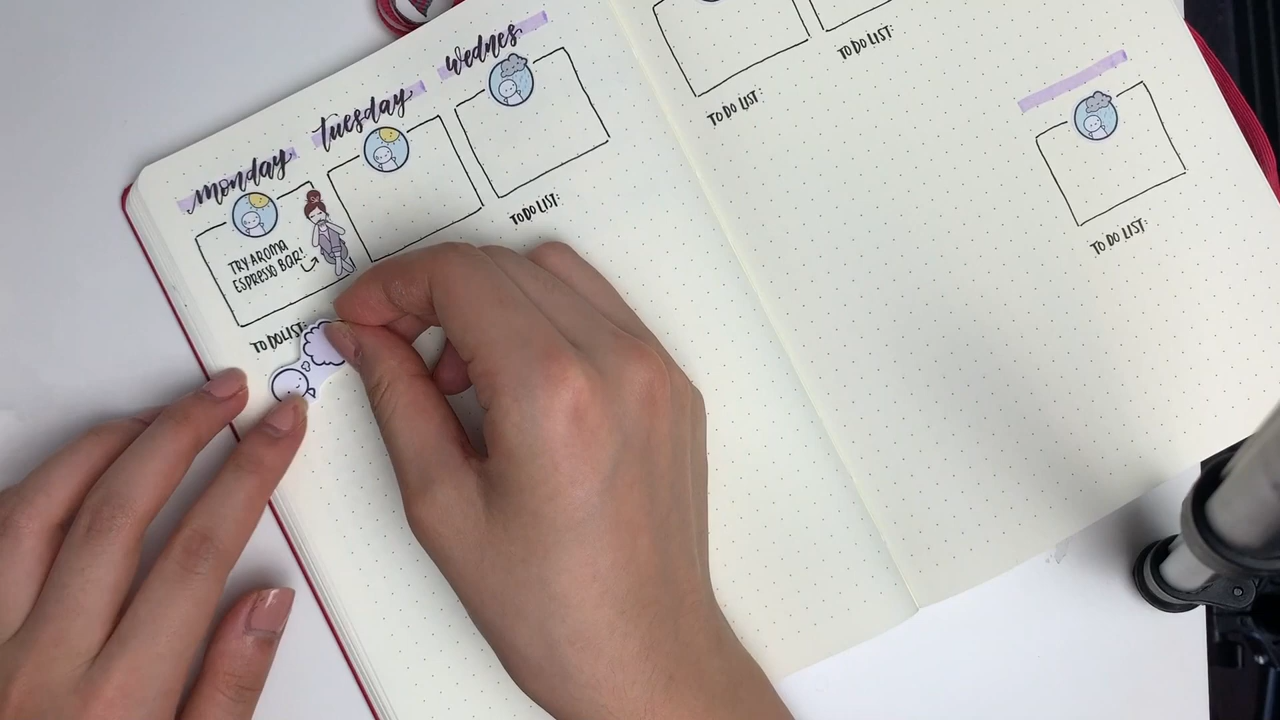 monday
tuesday
wednes
TRY AROMA
ESPRESSO BAR!
TO DO LIST:
TO DO LIST:
TO DO LIST:
TO DO LIST:
TO DO LIST: